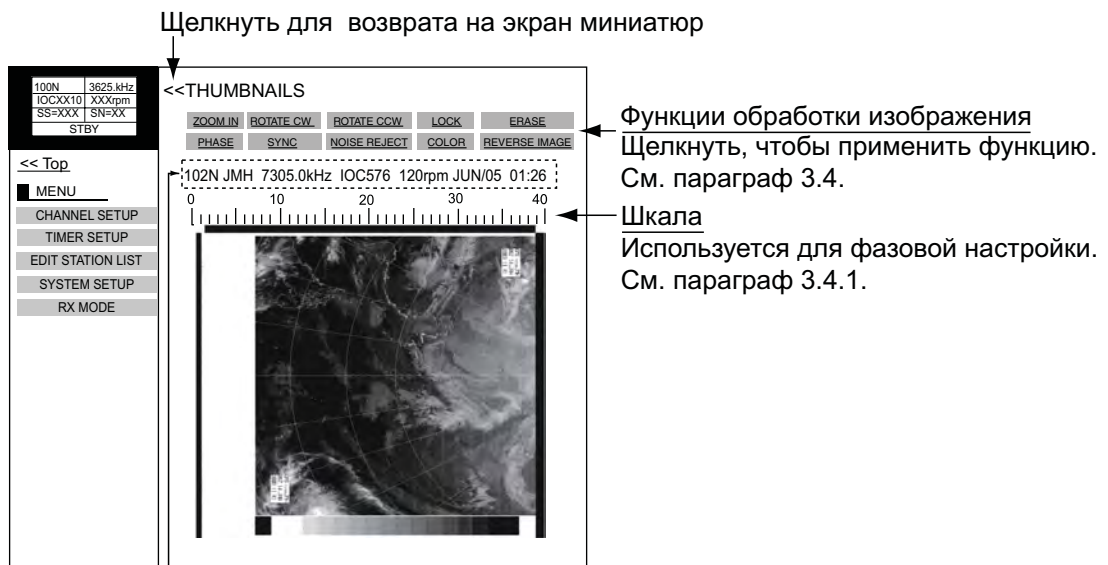 Щелкнуть для возврата на экран миниатюр
100N 3625.kHz
IOCXX10 XXXrpm
SS=XXX SN=XX
STBY
<< Top
MENU
CHANNEL SETUP
TIMER SETUP
EDIT STATION LIST
SYSTEM SETUP
RX MODE
<<THUMBNAILS
ZOOM IN ROTATE CW ROTATE CCW LOCK ERASE
PHASE SYNC NOISE REJECT COLOR REVERSE IMAGE
102N JMH 7305.0kHz IOC576 120rpm JUN/05 01:26
0 10 20 30 40
Функции обработки изображения
Щелкнуть, чтобы применить функцию.
См. параграф 3.4.
Шкала
Используется для фазовой настройки.
См. параграф 3.4.1.